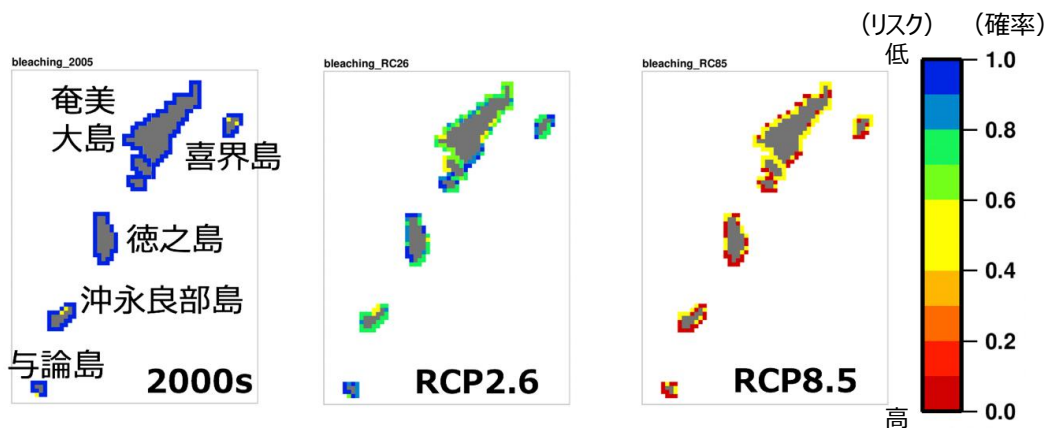 (リスク) (確率)
低
bleaching_2005
奄美
大島
喜界島
徳之島
沖永良部島
与論島
2000s
bleaching_RC26
RCP2.6
bleaching_RC85
RCP8.5
1.0
0.8
0.6
0.4
0.2
0.0
高